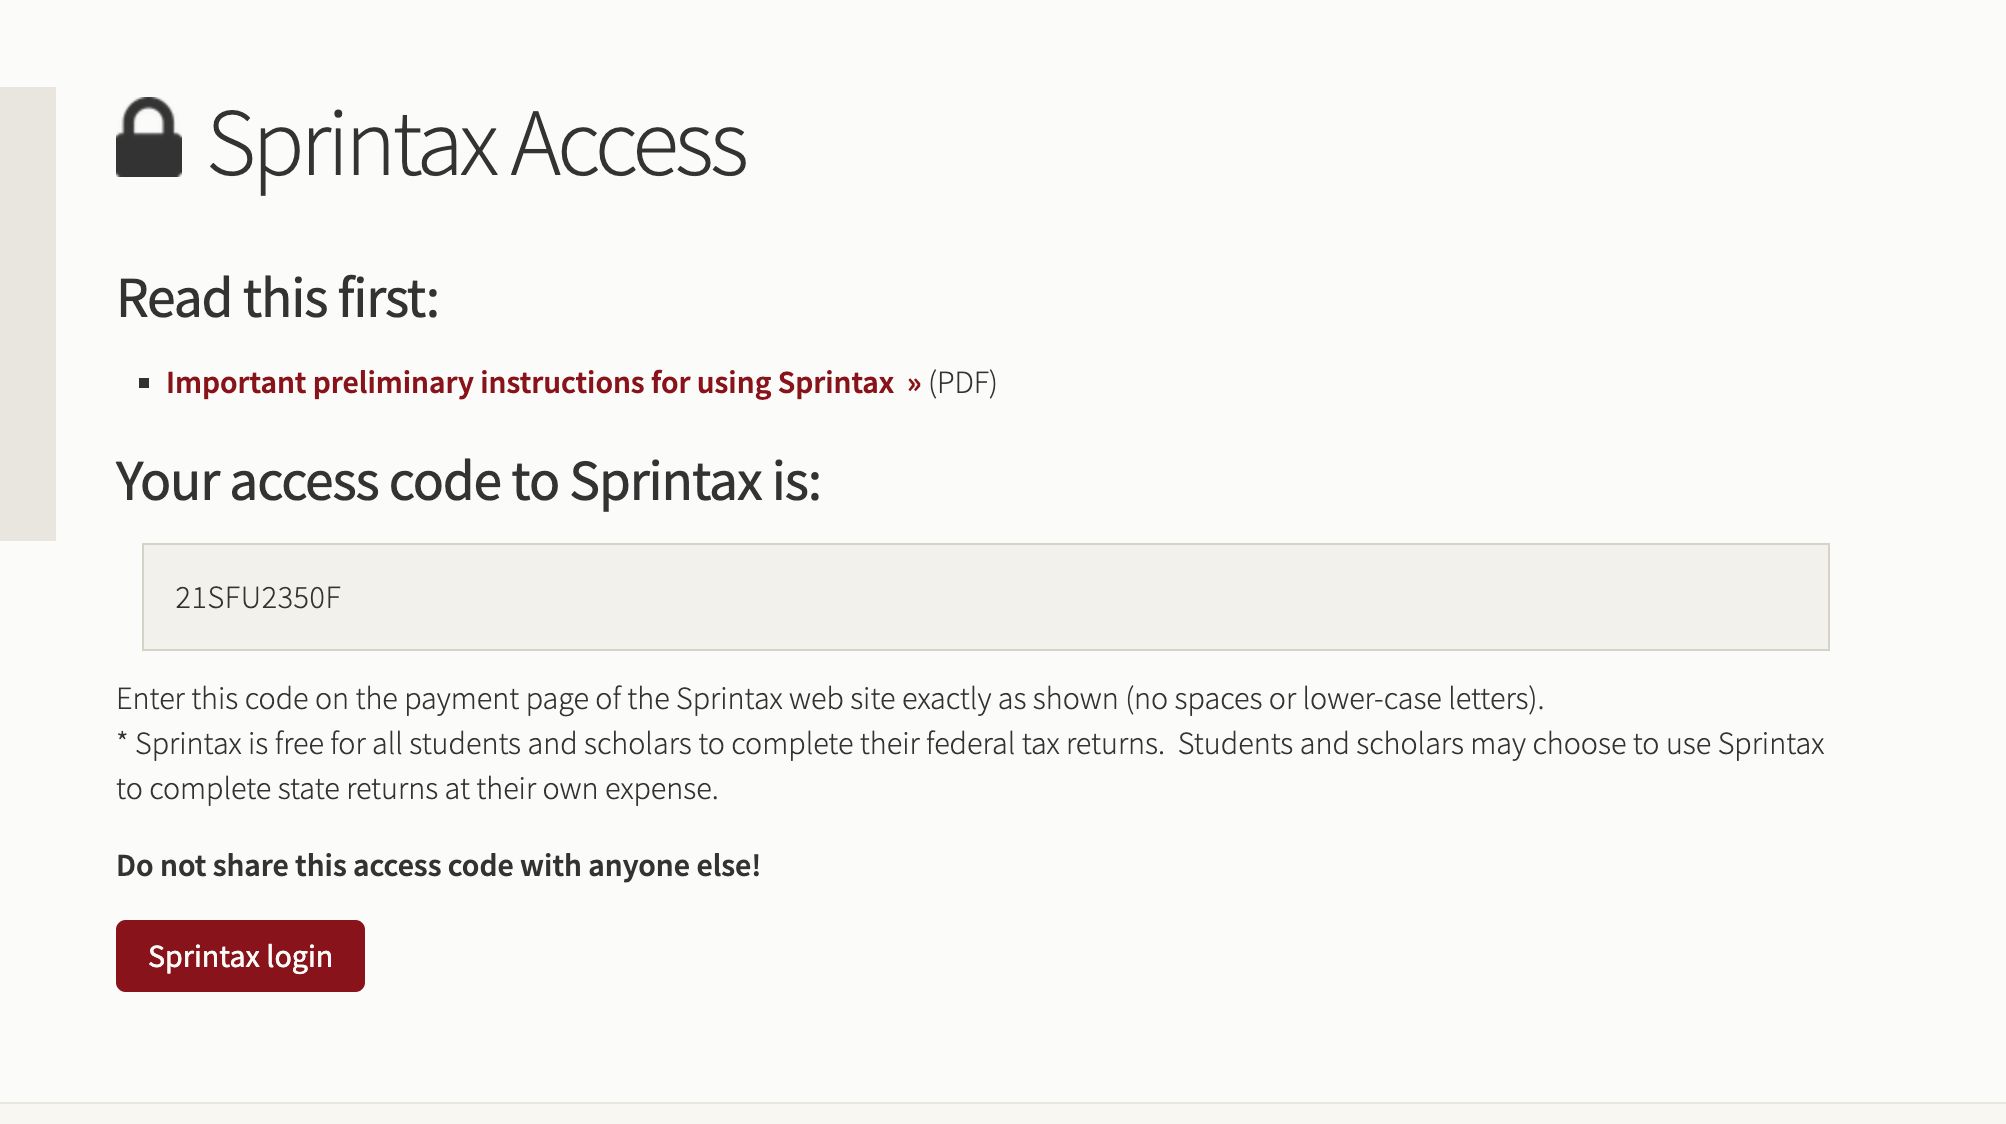 Sprintax Access
Read this first:
▪ Important preliminary instructions for using Sprintax » (PDF)
Your access code to Sprintax is:
21SFU2350F
Enter this code on the payment page of the Sprintax web site exactly as shown (no spaces or lower-case letters).
* Sprintax is free for all students and scholars to complete their federal tax returns.  Students and scholars may choose to use Sprintax
to complete state returns at their own expense.
Do not share this access code with anyone else!
Sprintax login